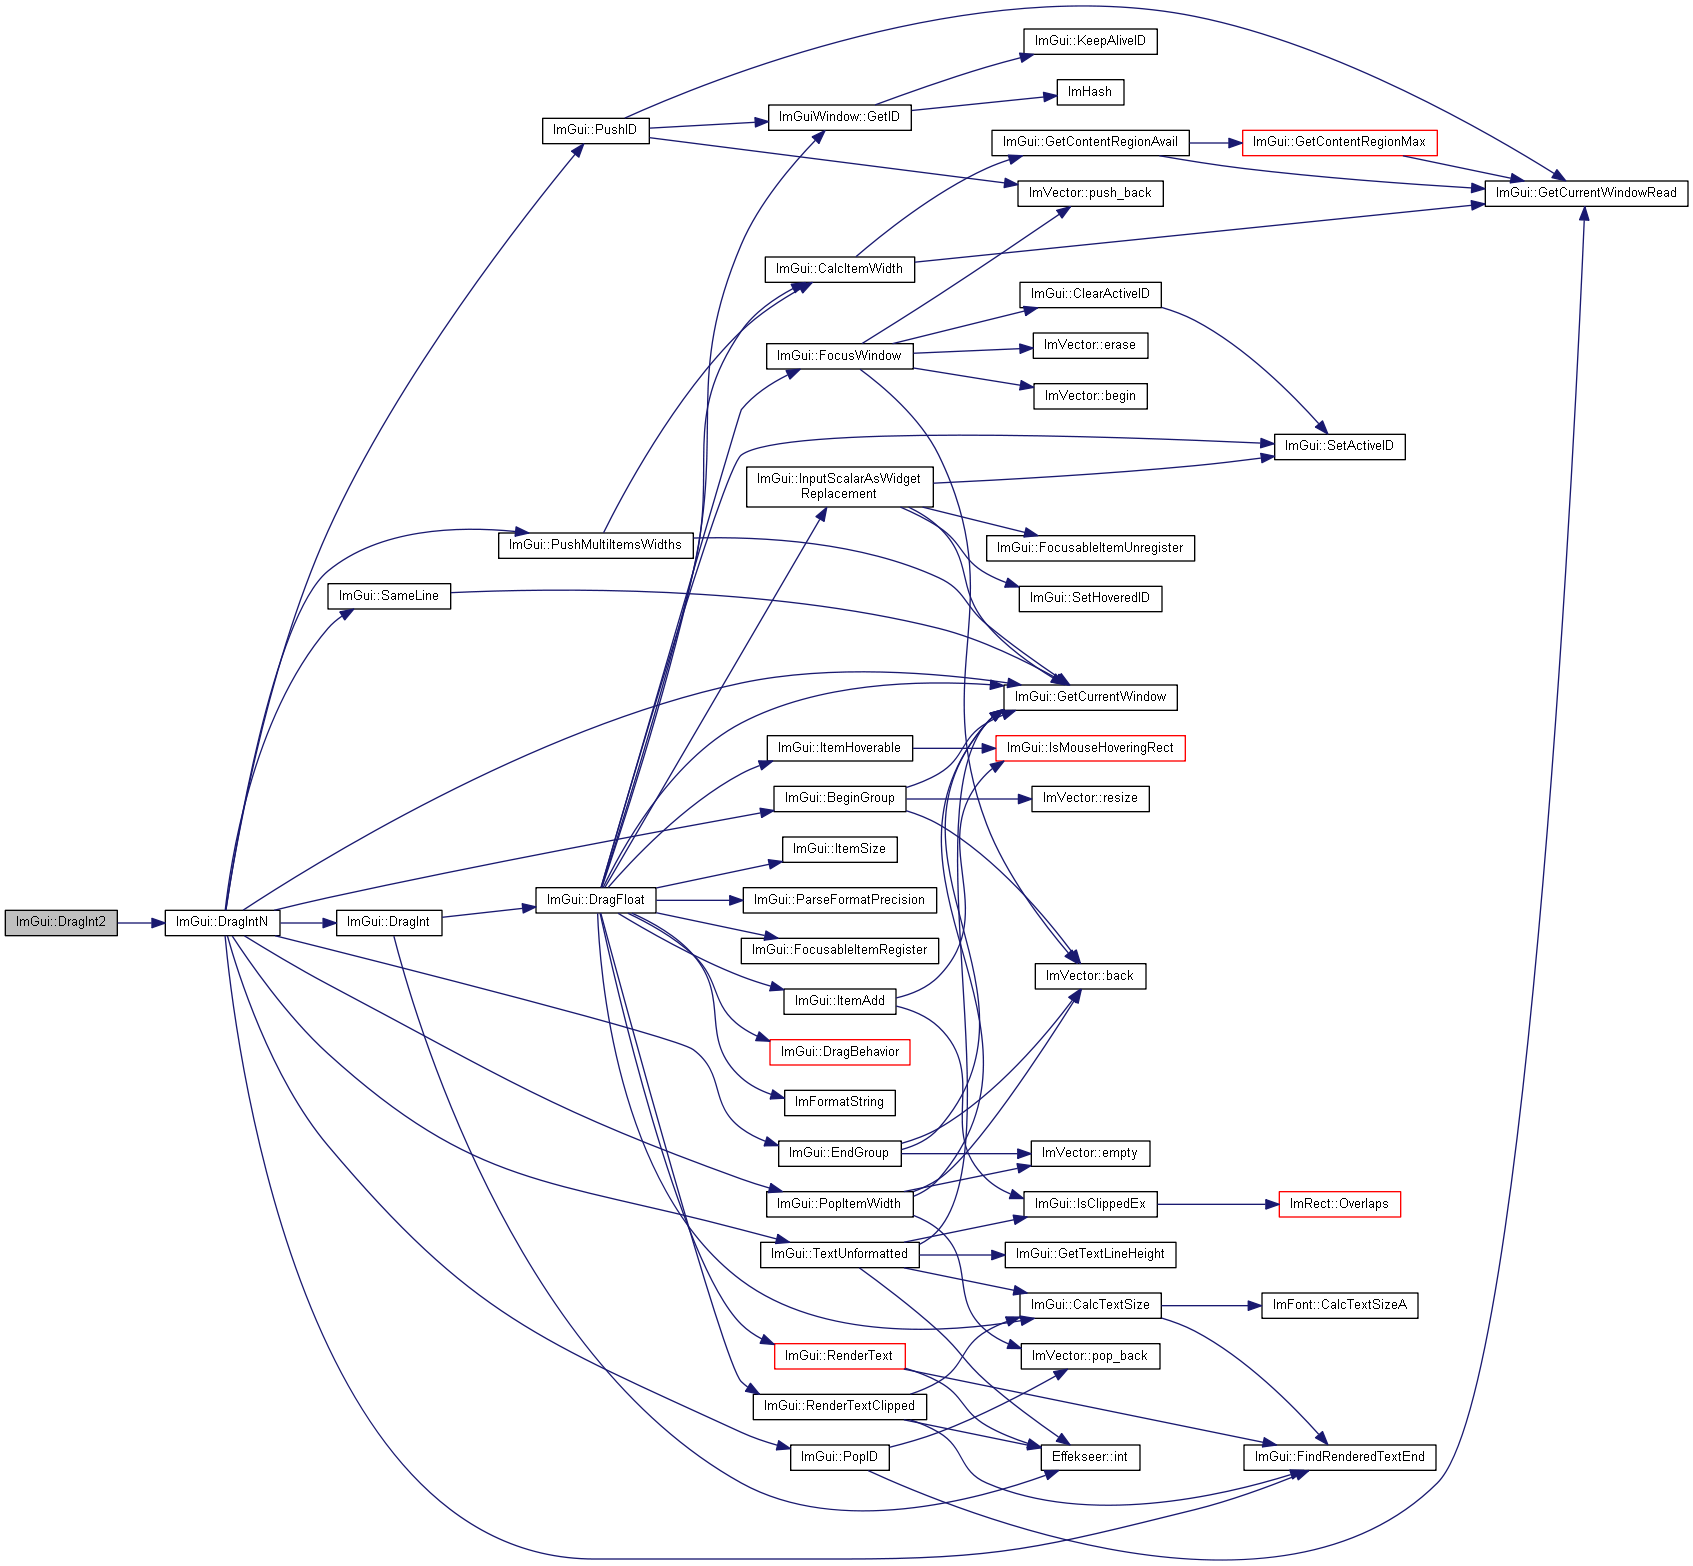 ImGui::KeepAliveID
ImHash
ImGui::PushID
ImGuiWindow::GetID
ImGui::GetContentRegionAvail
ImGui::GetContentRegionMax
ImVector::push_back
ImGui::GetCurrentWindowRead
ImGui::CalcItemWidth
ImGui::ClearActiveID
ImGui::FocusWindow
ImVector::erase
ImVector::begin
ImGui::SetActiveID
ImGui::InputScalarAsWidget
Replacement
ImGui::PushMultiItemsWidths
ImGui::FocusableItemUnregister
ImGui::SameLine
ImGui::SetHoveredID
ImGui::GetCurrentWindow
ImGui::ItemHoverable
ImGui::IsMouseHoveringRect
ImGui::BeginGroup
ImVector::resize
ImGui::ItemSize
ImGui::DragInt2
ImGui::DragIntN
ImGui::DragInt
ImGui::DragFloat
ImGui::ParseFormatPrecision
ImGui::FocusableItemRegister
ImVector::back
ImGui::ItemAdd
ImGui::DragBehavior
ImFormatString
ImGui::EndGroup
ImVector::empty
ImGui::PopItemWidth
ImGui::IsClippedEx
ImRect::Overlaps
ImGui::TextUnformatted
ImGui::GetTextLineHeight
ImGui::CalcTextSize
ImFont::CalcTextSizeA
ImGui::RenderText
ImVector::pop_back
ImGui::RenderTextClipped
ImGui::PopID
Effekseer::int
ImGui::FindRenderedTextEnd